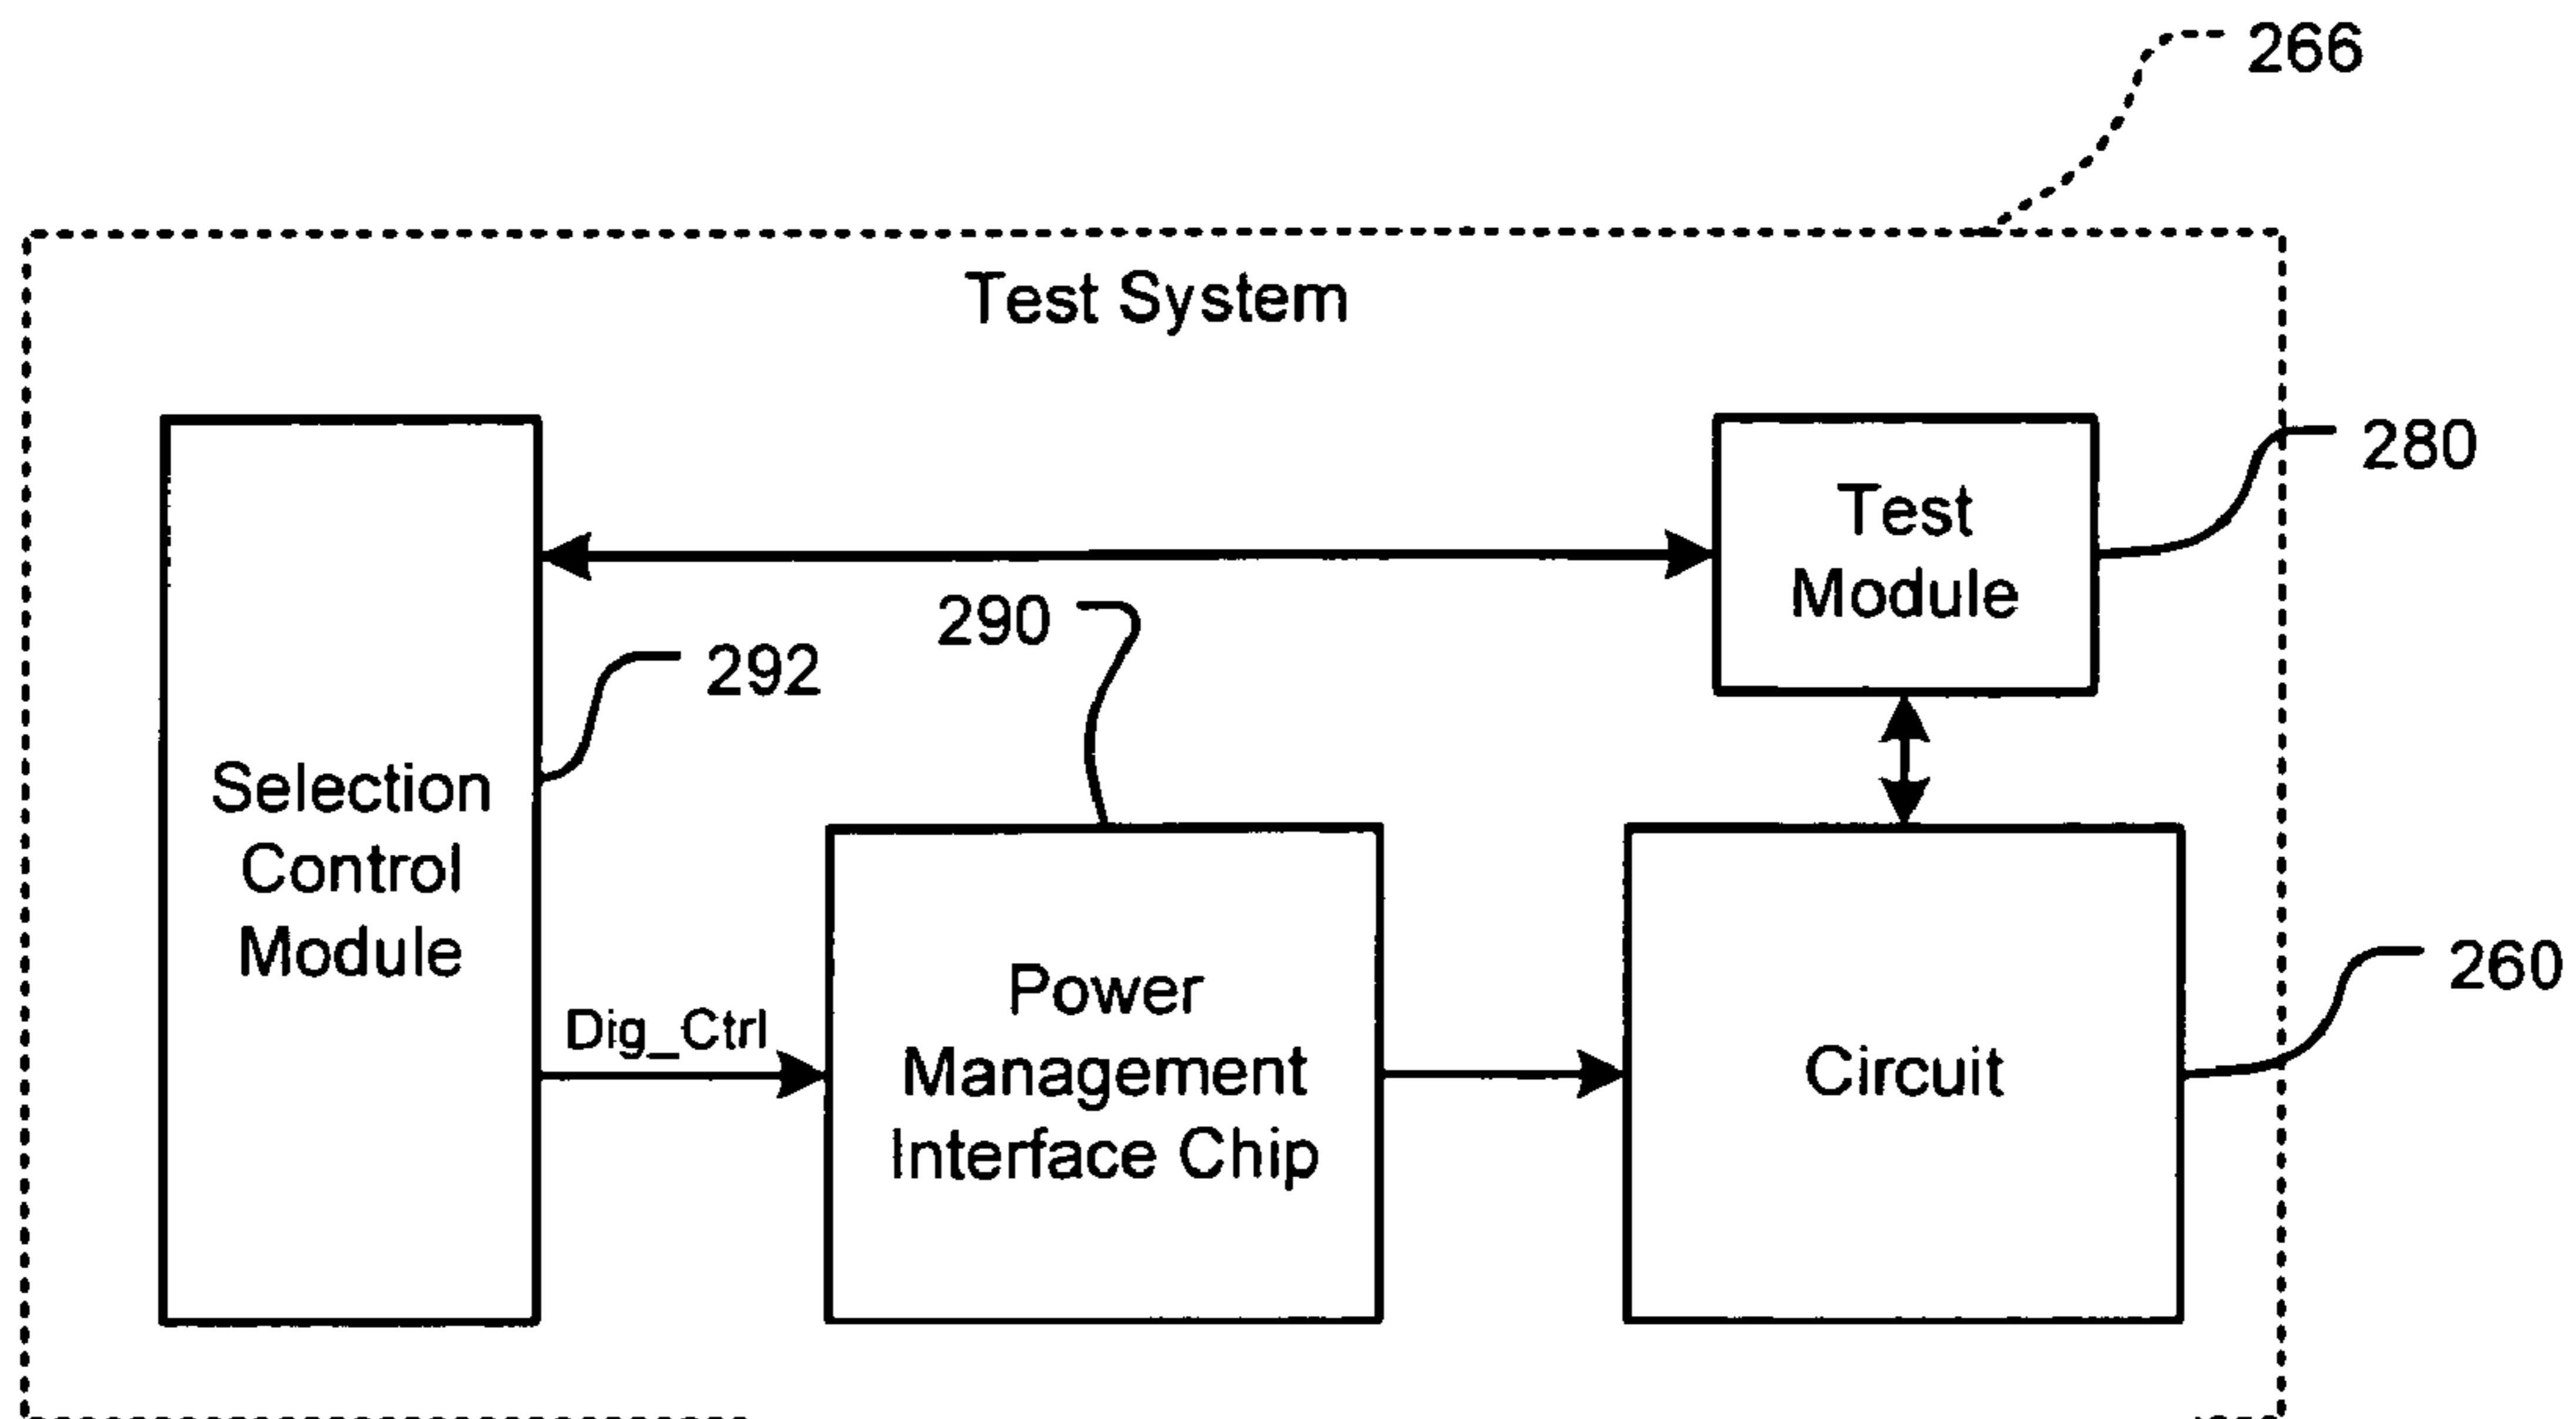 266
Test System
280
Test
Module
290
292
Selection
Control
Module
Dig_Ctrl
Power
Management
Interface Chip
Circuit
260